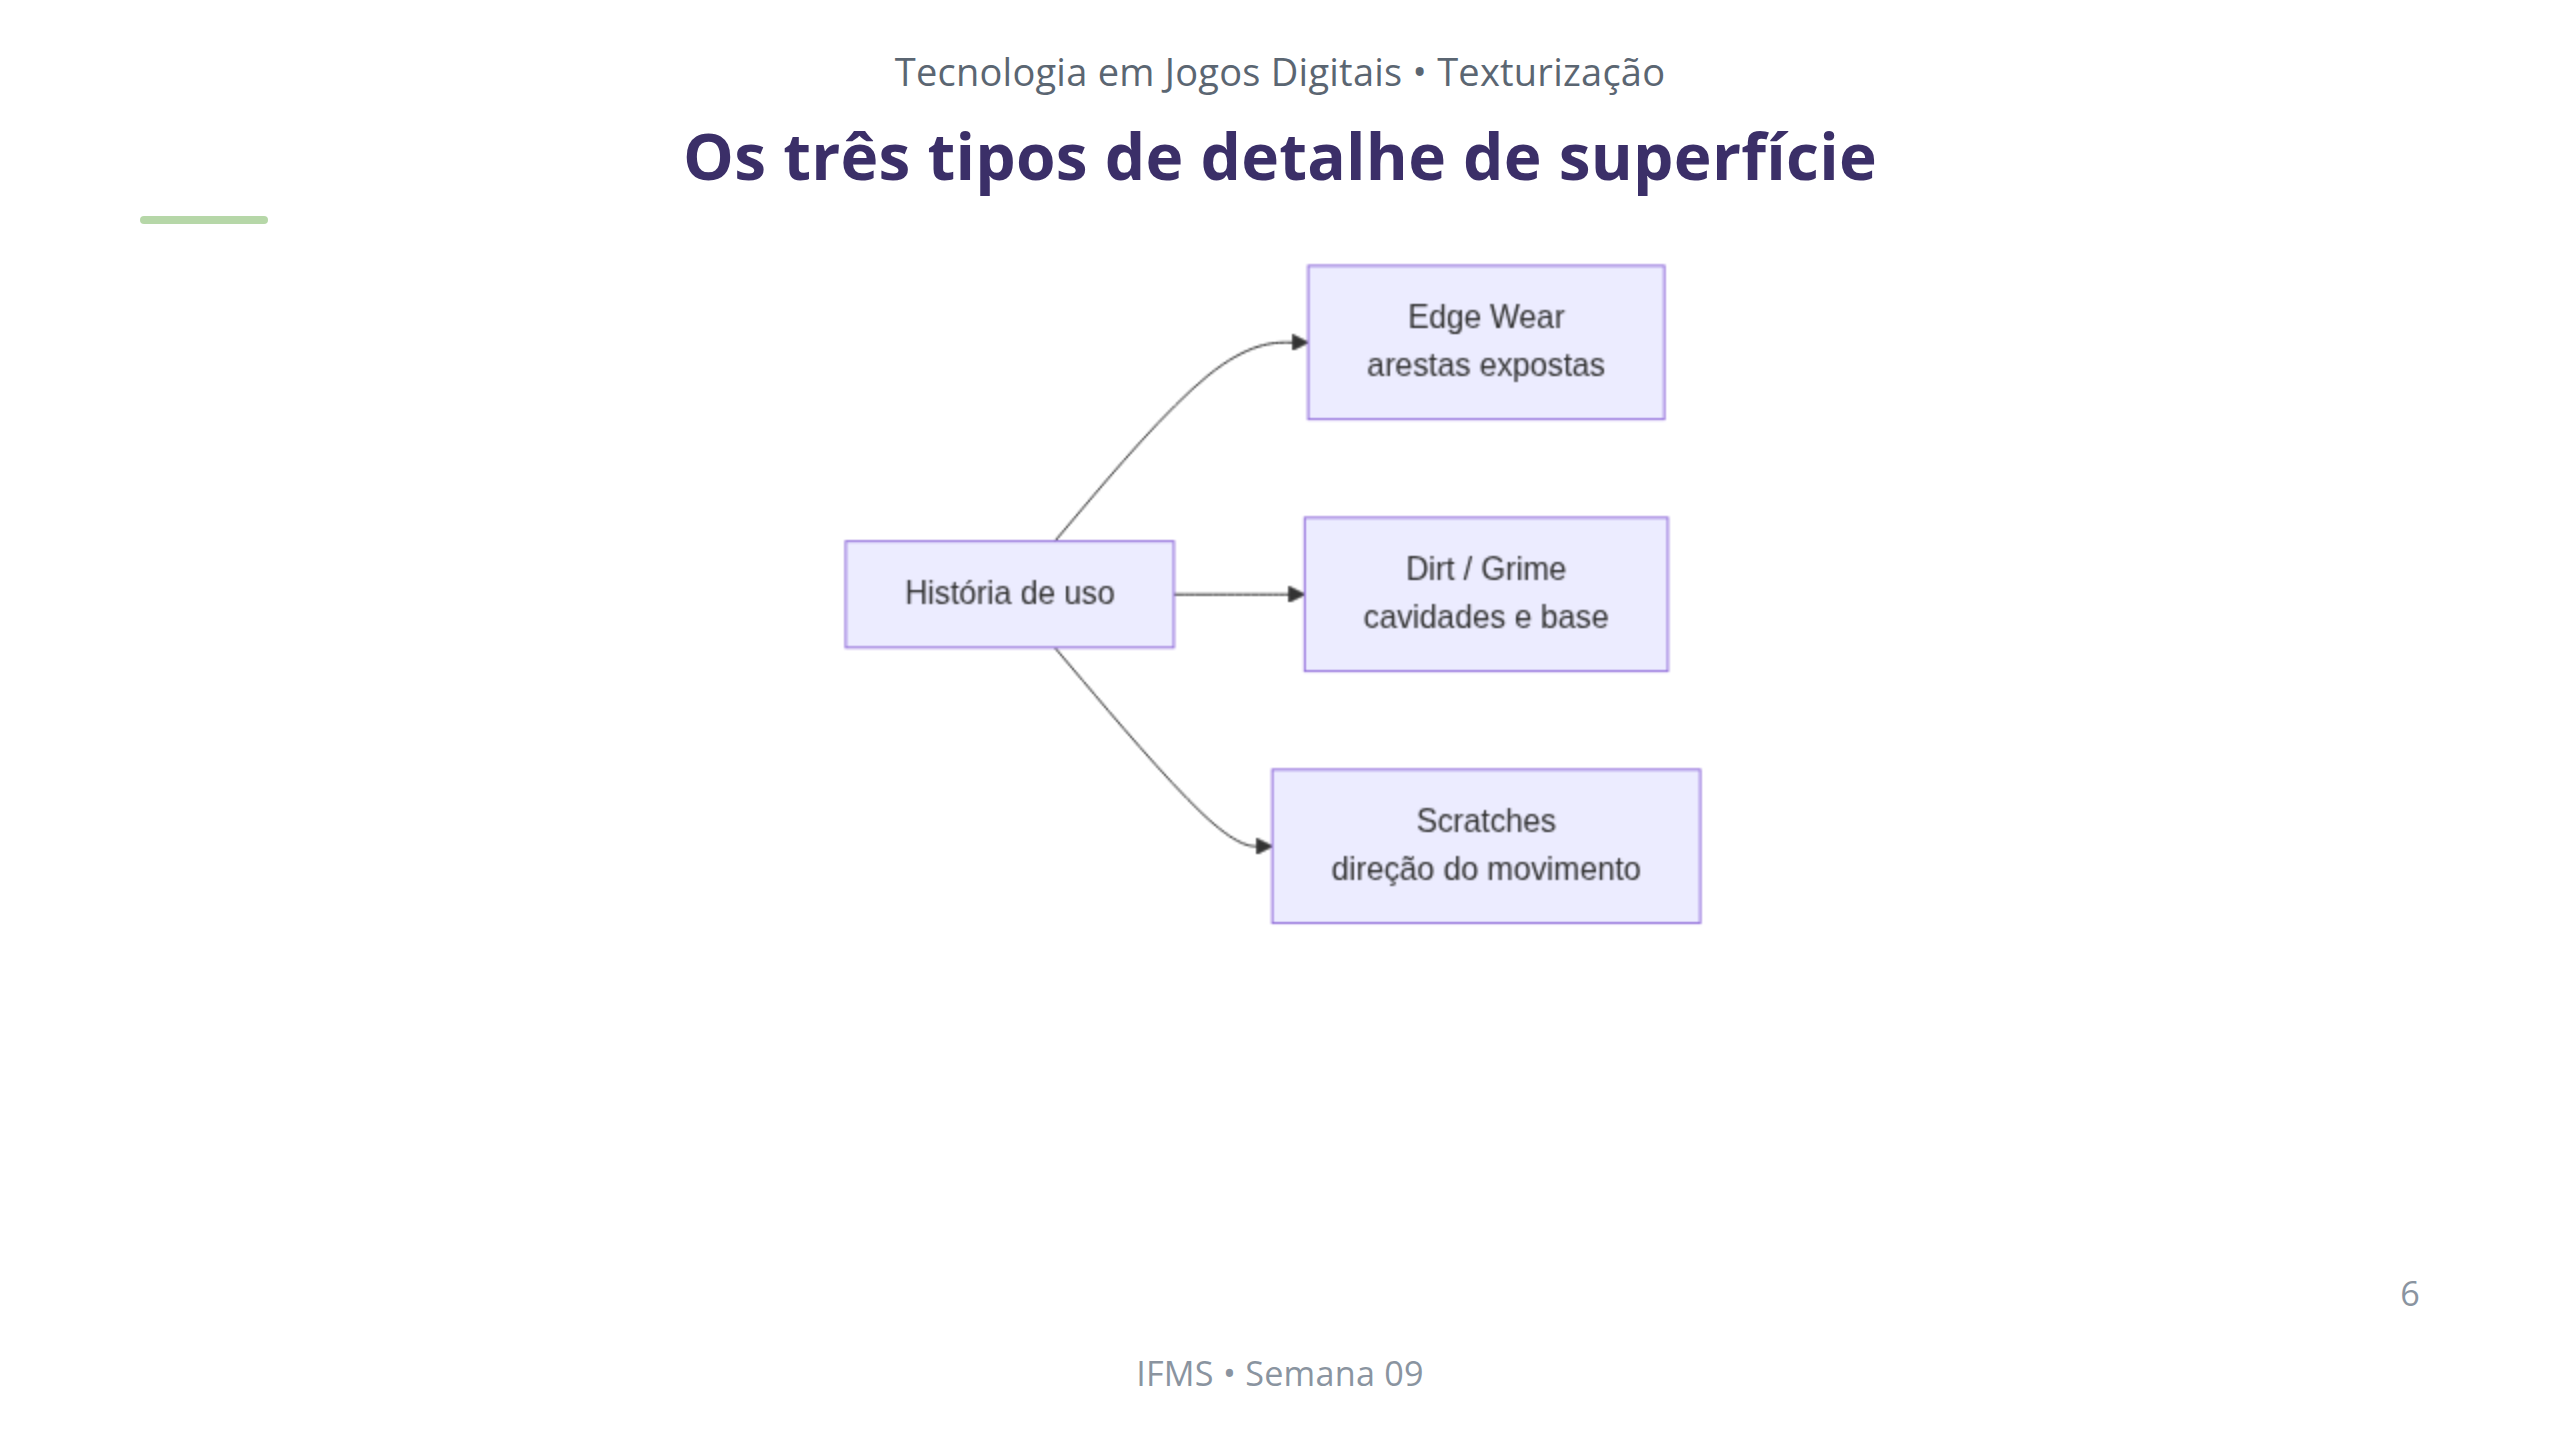 Tecnologia em Jogos Digitais • Texturização
Os três tipos de detalhe de superfície
Edge Wear
arestas expostas
História de uso
Dirt / Grime
cavidades e base
Scratches
direção do movimento
6
IFMS • Semana 09